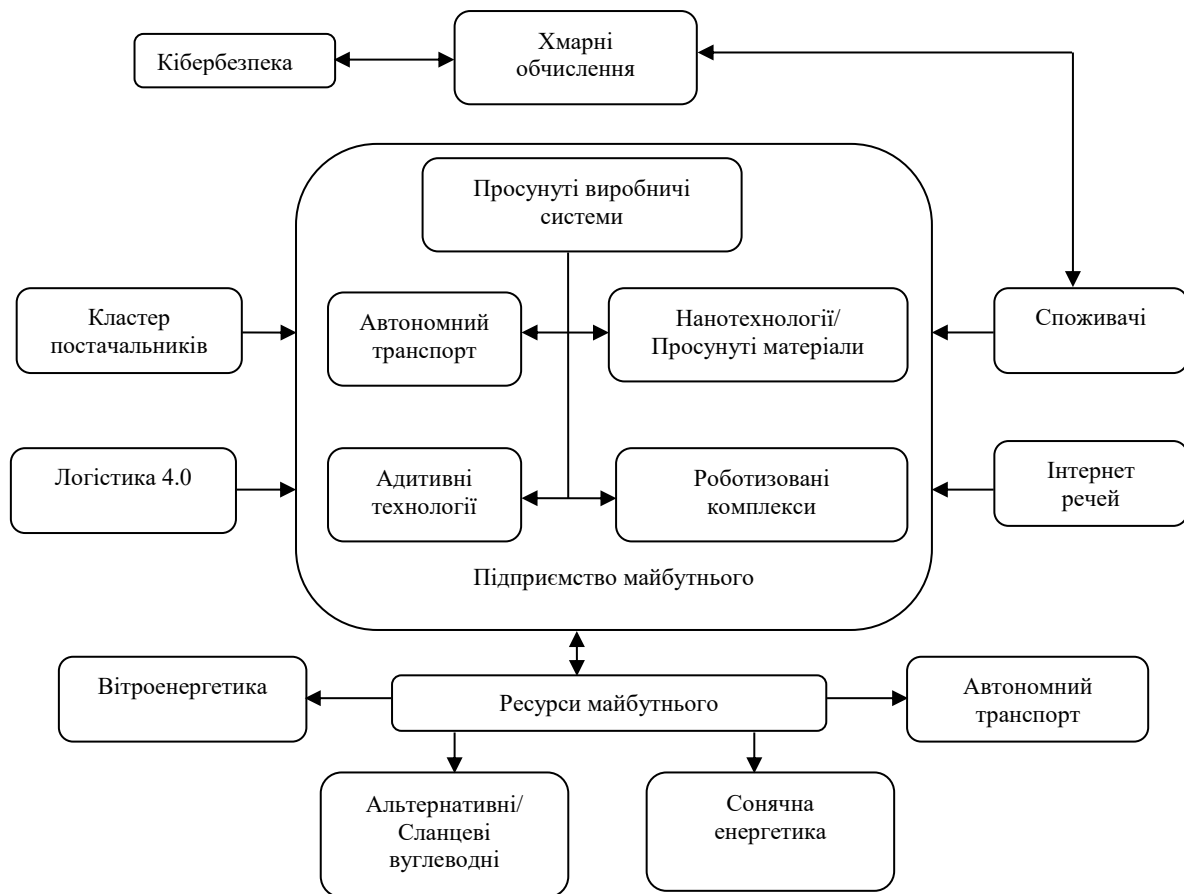 Хмарні
обчислення
Кібербезпека
Просунуті виробничі
системи
Кластер
постачальників
Автономний
транспорт
Нанотехнології/
Просунуті матеріали
Споживачі
Логістика 4.0
Адитивні
технології
Роботизовані
комплекси
Інтернет
речей
Підприємство майбутнього
Вітроенергетика
Ресурси майбутнього
Автономний
транспорт
Альтернативні/
Сланцеві
вуглеводні
Сонячна
енергетика